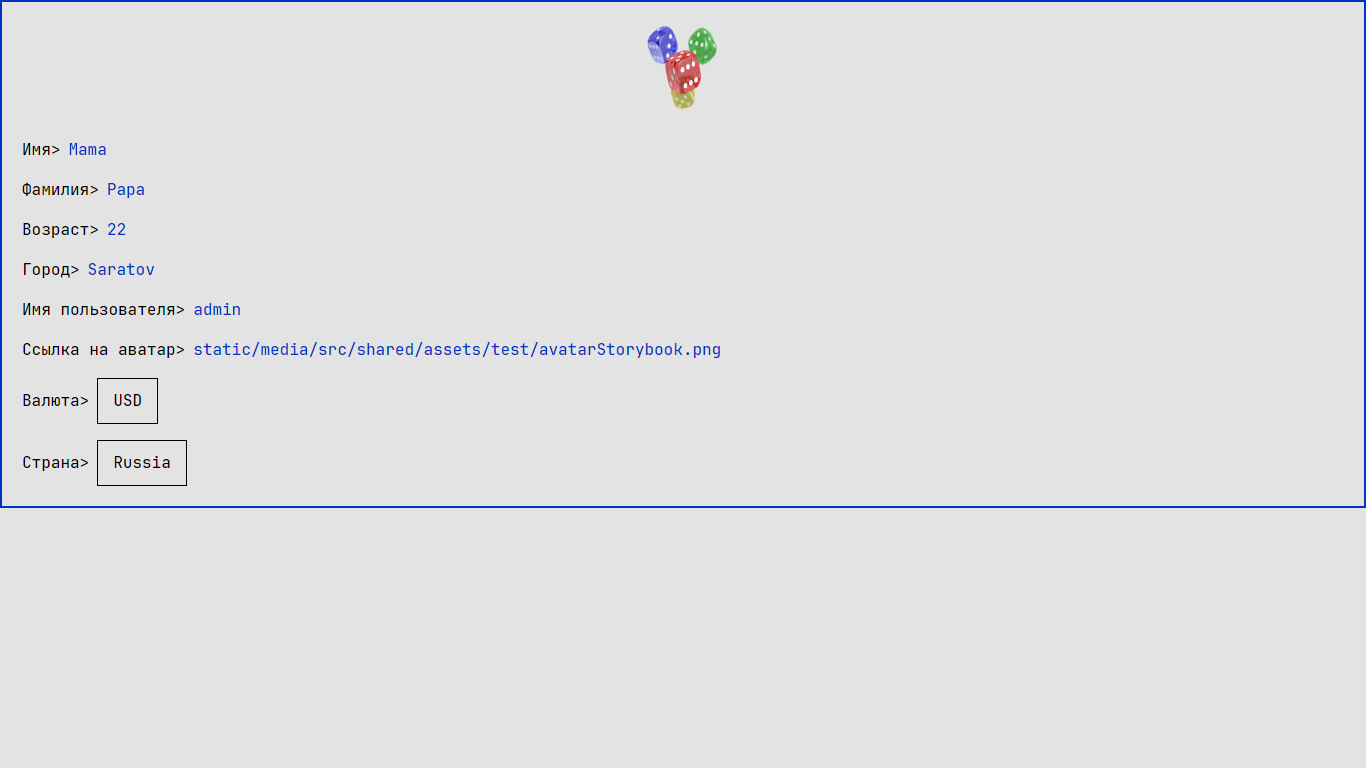 Имя> Mama
Фамилия> Papa
Возраст> 22
Город> Saratov
Имя пользователя> admin
Ссылка на аватар> static/media/src/shared/assets/test/avatarStorybook.png
Валюта> USD
Страна> Russia